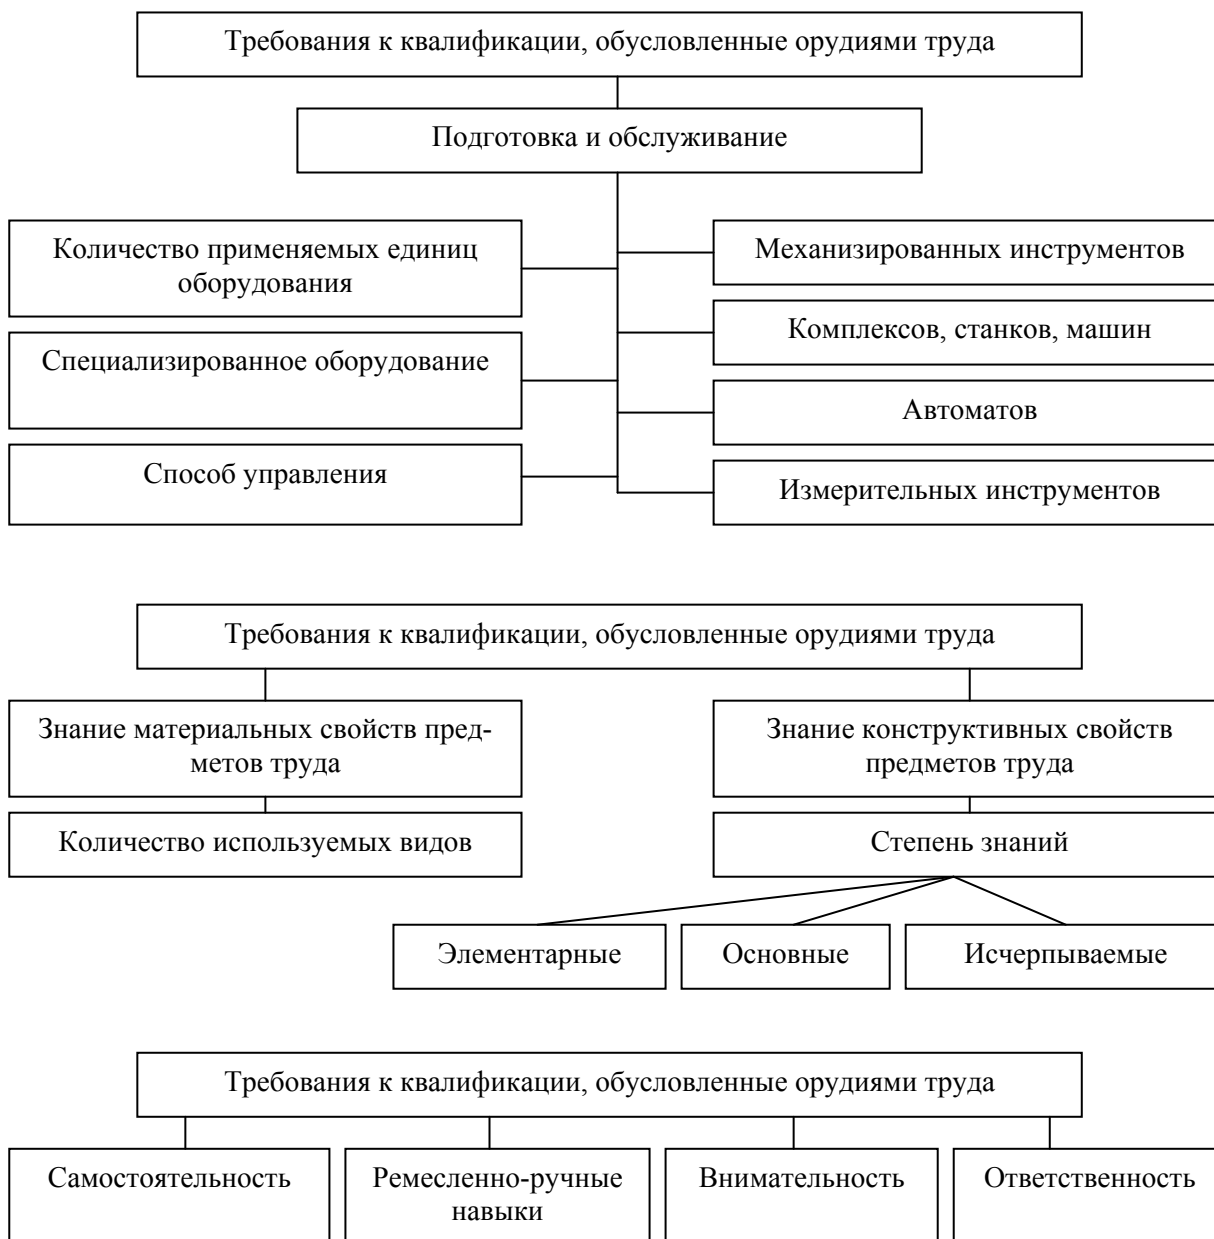 Требования к квалификации, обусловленные орудиями труда
Подготовка и обслуживание
Количество применяемых единиц
оборудования
Специализированное оборудование
Способ управления
Механизированных инструментов
Комплексов, станков, машин
Автоматов
Измерительных инструментов
Требования к квалификации, обусловленные орудиями труда
Знание материальных свойств пред-
метов труда
Количество используемых видов
Знание конструктивных свойств
предметов труда
Степень знаний
Элементарные
Основные
Исчерпываемые
Требования к квалификации, обусловленные орудиями труда
Самостоятельность
Ремесленно-ручные
навыки
Внимательность
Ответственность